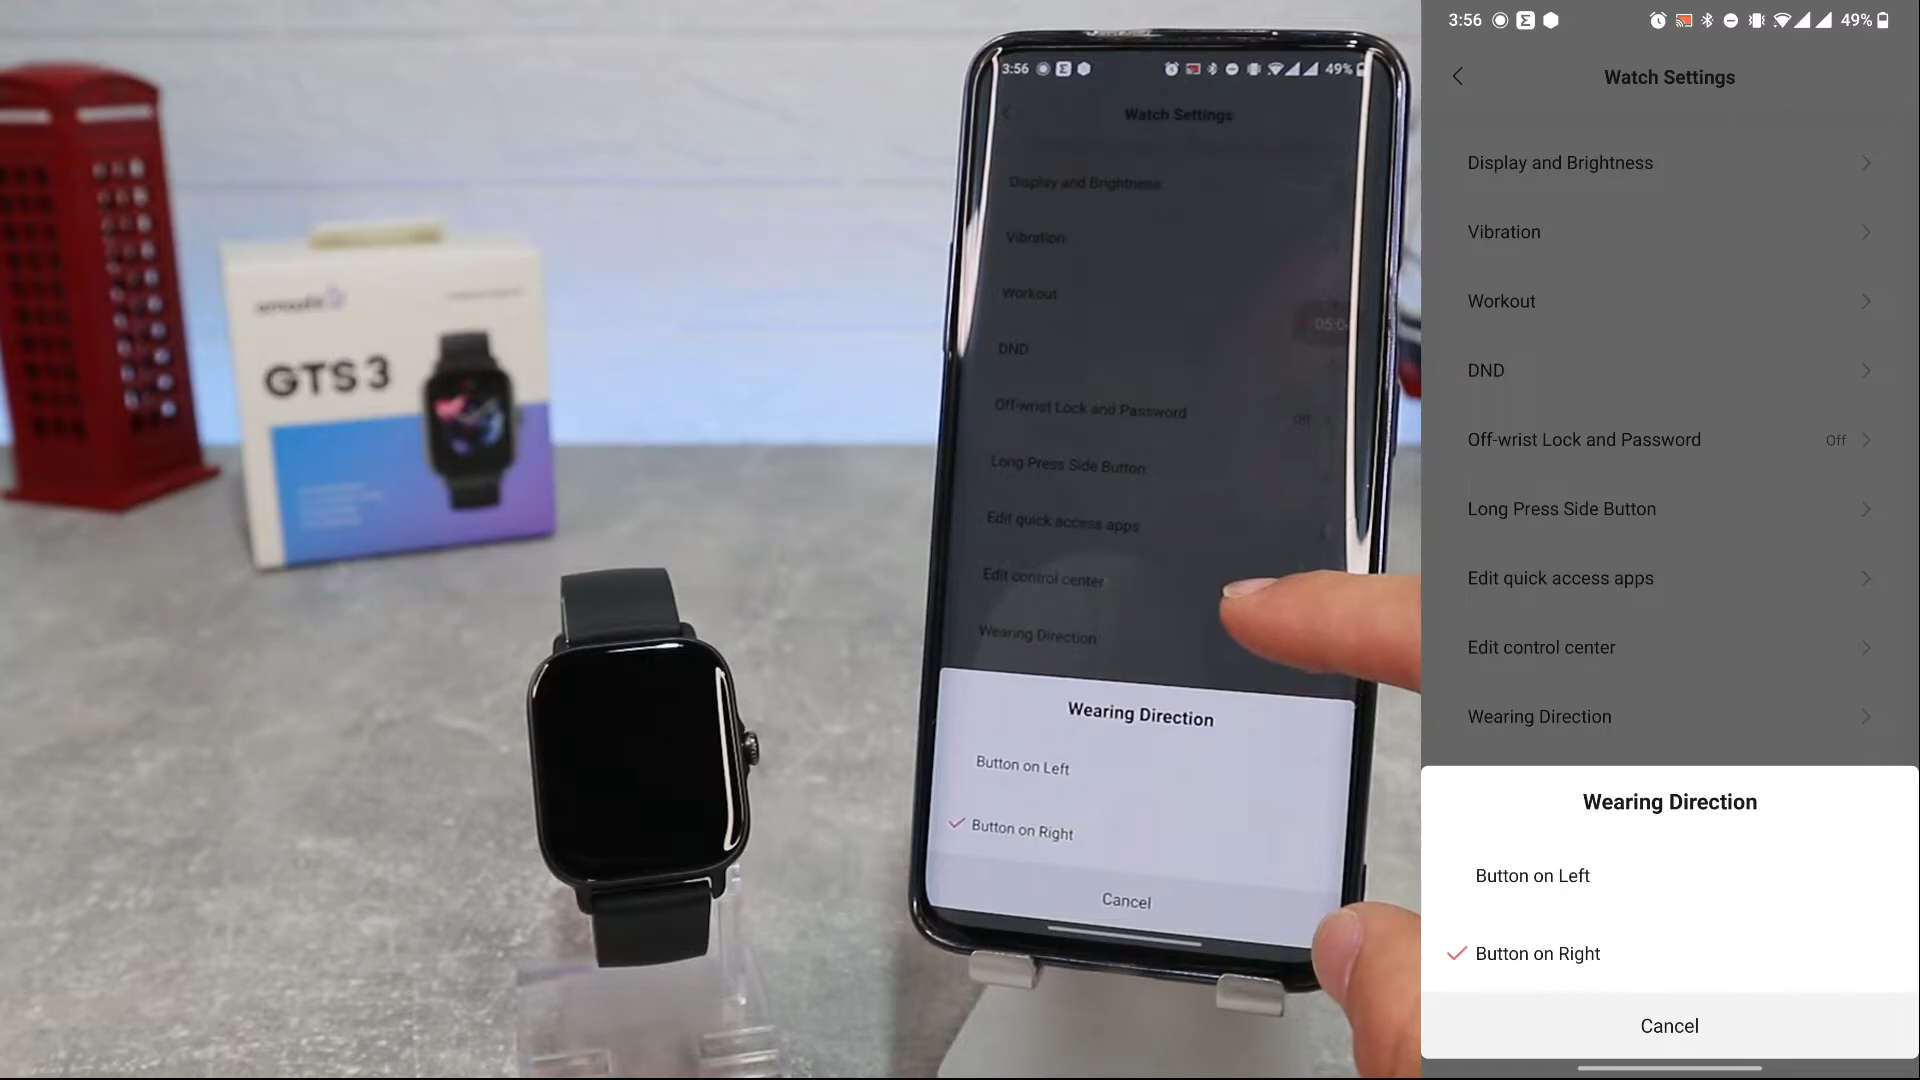 amazfit
GTS 3
3:56
49%
Watch Settings
Display and Brightness
Vibration
Workout
05:0
DND
Off-wrist Lock and Password
Off
Long Press Side Button
Edit quick access apps
Edit control center
Wearing Direction
Wearing Direction
Button on Left
Button on Right
Cancel
3:56
49%
Watch Settings
Display and Brightness
Vibration
Workout
DND
Off-wrist Lock and Password Off
Long Press Side Button
Edit quick access apps
Edit control center
Wearing Direction
Wearing Direction
Button on Left
Button on Right
Cancel